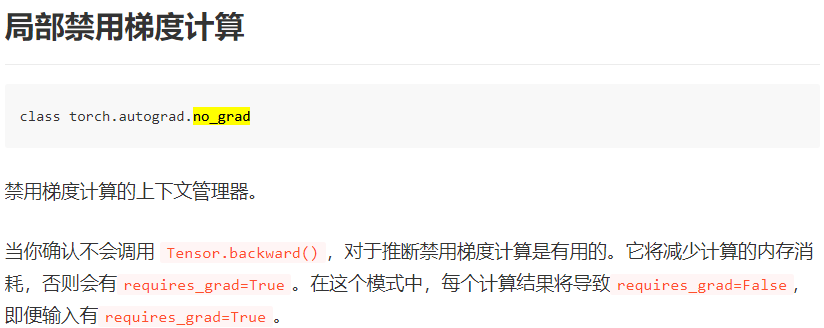 局部禁用梯度计算
class torch.autograd.no_grad
禁用梯度计算的上下文管理器。
当你确认不会调用 Tensor.backward()，对于推断禁用梯度计算是有用的。它将减少计算的内存消
耗，否则会有 requires_grad=True。在这个模式中，每个计算结果将导致 requires_grad=False，
即便输入有 requires_grad=True。